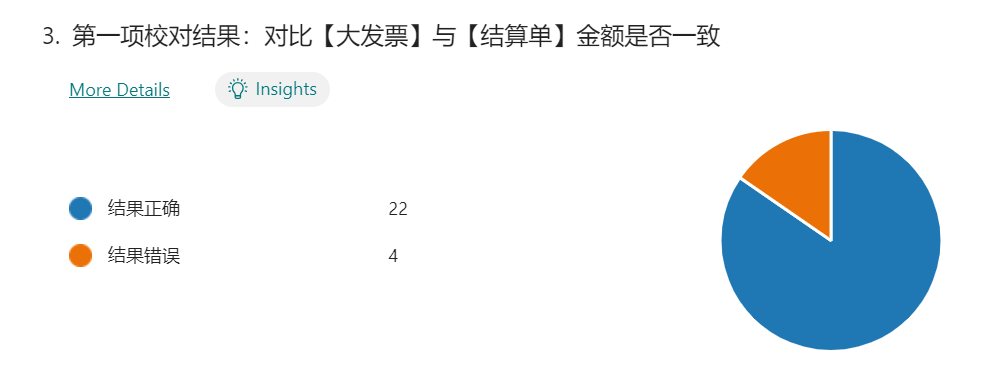 3. 第一项校对结果：对比【大发票】与【结算单】金额是否一致
More Details
Insights
结果正确 22
结果错误 4